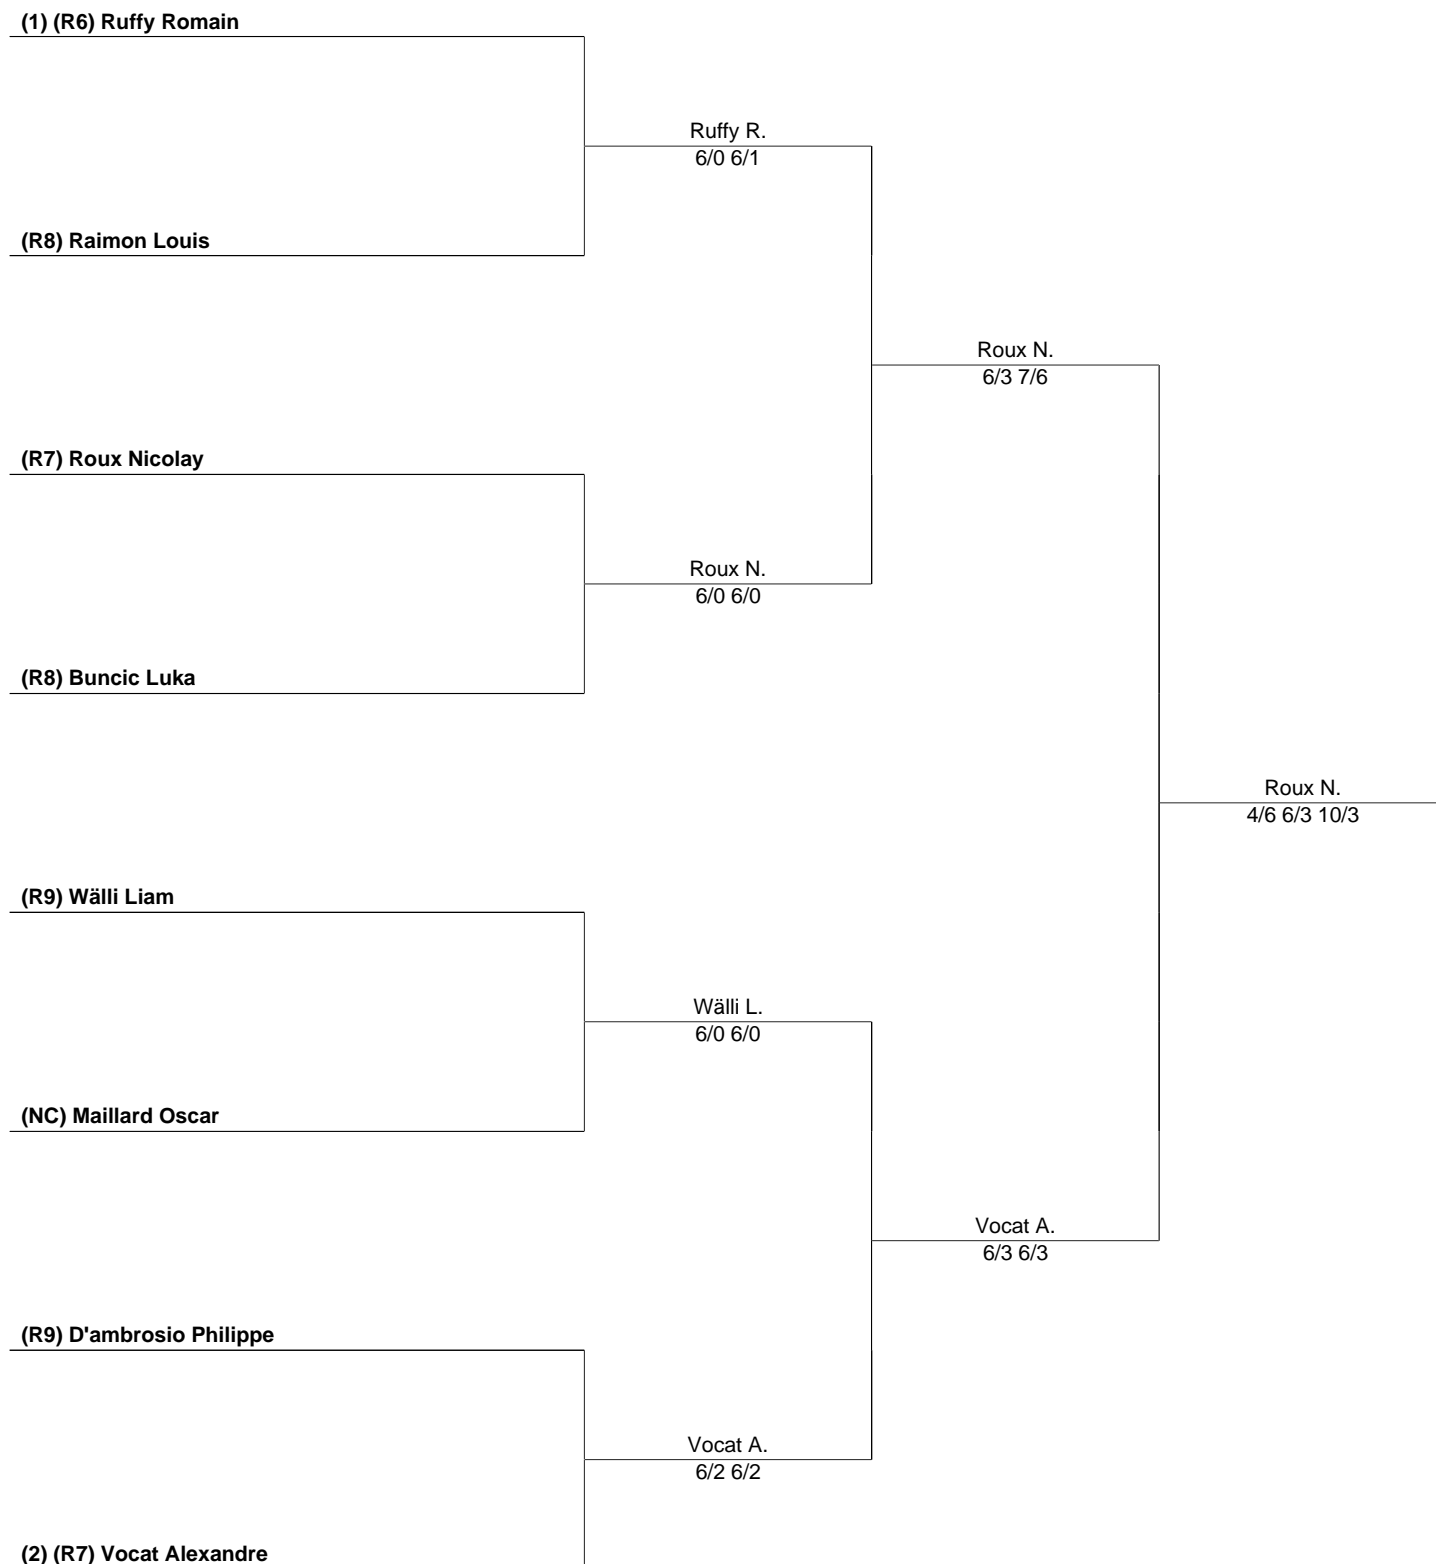 (1) (R6) Ruffy Romain
Ruffy R.
6/0 6/1
(R8) Raimon Louis
Roux N.
6/3 7/6
(R7) Roux Nicolay
Roux N.
6/0 6/0
(R8) Buncic Luka
Roux N.
4/6 6/3 10/3
(R9) Wälli Liam
Wälli L.
6/0 6/0
(NC) Maillard Oscar
Vocat A.
6/3 6/3
(R9) D'ambrosio Philippe
Vocat A.
6/2 6/2
(2) (R7) Vocat Alexandre